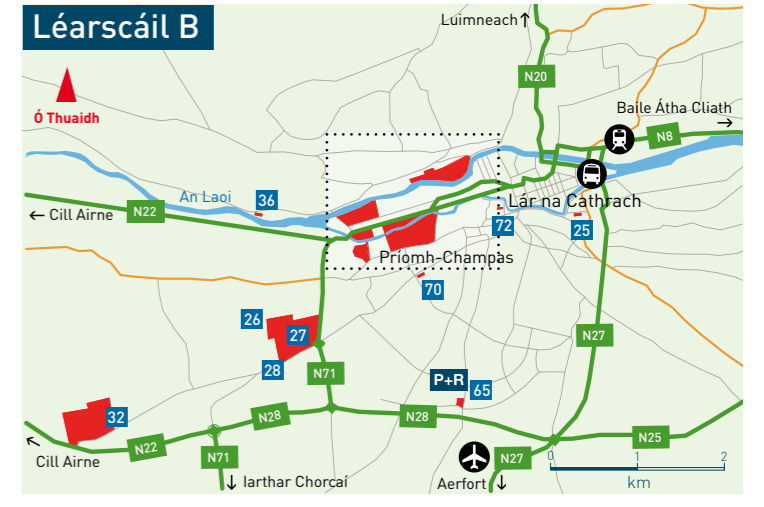 Léarscáil B
Luimneach ↑
N20
Ó Thuaidh
Baile Átha Cliath
→
N8
An Laoi
36
← Cill Airne
N22
Lár na Cathrach
72
25
Príomh-Champas
70
26
27
28
N27
N71
P+R
65
32
N28
N28
N22
N71
N25
Cill Airne
↓ Iarthar Chorcaí
Aerfort ↓
N27
0 1 2
km